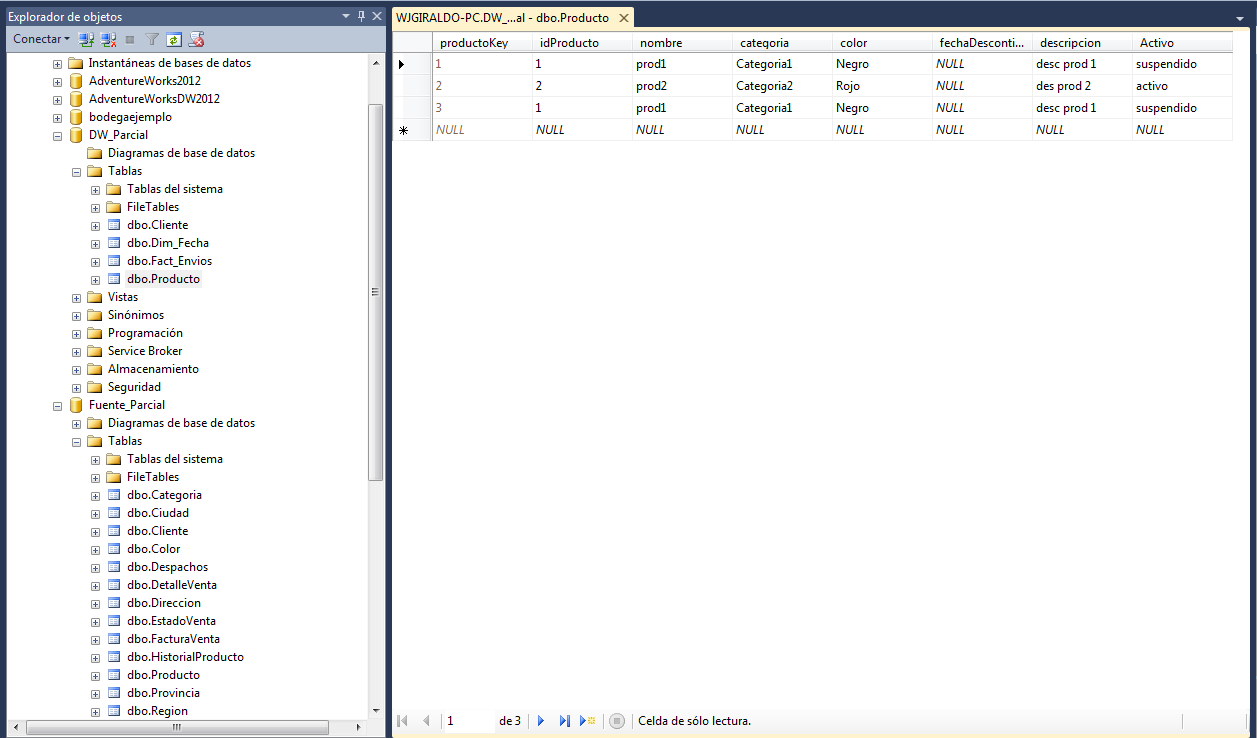 Explorador de objetos
Conectar
Instantáneas de bases de datos
AdventureWorks2012
AdventureWorksDW2012
bodegaejemplo
DW_Parcial
Diagramas de base de datos
Tablas
Tablas del sistema
FileTables
dbo.Cliente
dbo.Dim_Fecha
dbo.Fact_Envios
dbo.Producto
Vistas
Sinónimos
Programación
Service Broker
Almacenamiento
Seguridad
Fuente_Parcial
Diagramas de base de datos
Tablas
Tablas del sistema
FileTables
dbo.Categoria
dbo.Ciudad
dbo.Cliente
dbo.Color
dbo.Despachos
dbo.DetalleVenta
dbo.Direccion
dbo.EstadoVenta
dbo.FacturaVenta
dbo.HistorialProducto
dbo.Producto
dbo.Provincia
dbo.Region
WJGIRALDO-PC.DW_...al - dbo.Producto
productoKey idProducto nombre categoria color fechaDesconti... descripcion Activo
1 1 prod1 Categoria1 Negro NULL desc prod 1 suspendido
2 2 prod2 Categoria2 Rojo NULL des prod 2 activo
3 1 prod1 Categoria1 Negro NULL desc prod 1 suspendido
NULL NULL NULL NULL NULL NULL NULL NULL
1 de 3 Celda de sólo lectura.